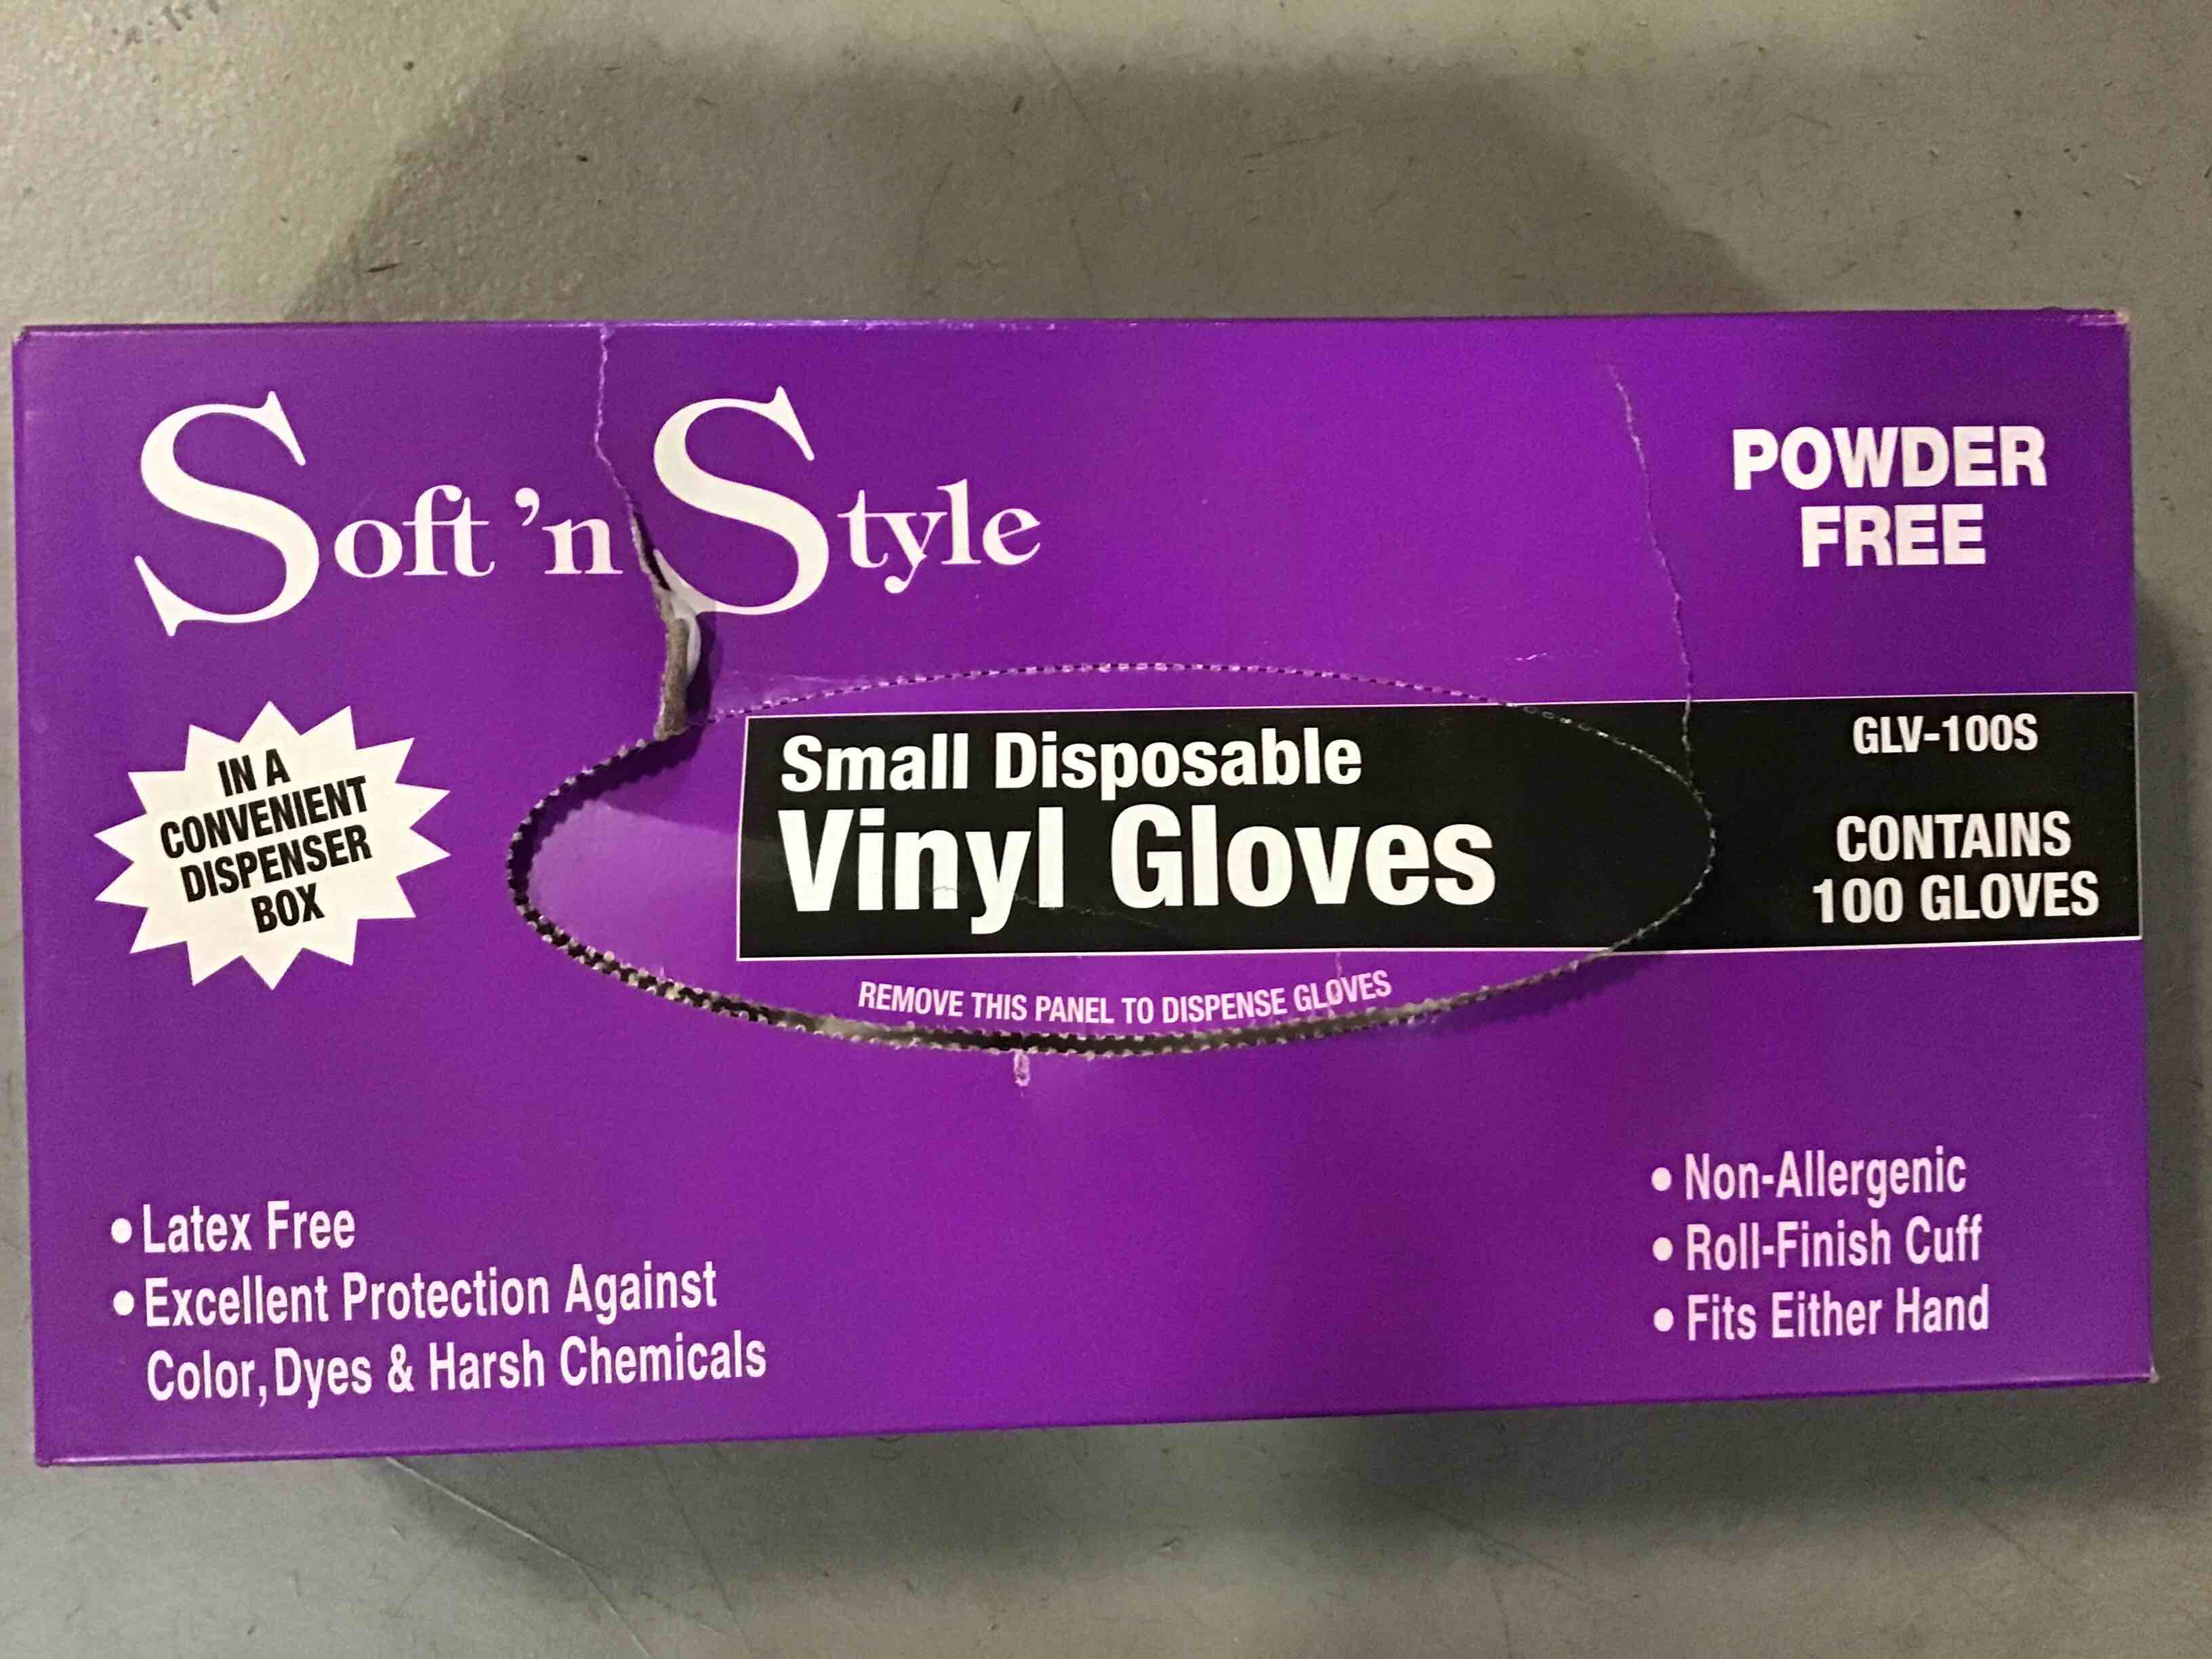 Soft 'n Style
POWDER
FREE
IN A
CONVENIENT
DISPENSER
BOX
Small Disposable
Vinyl Gloves
REMOVE THIS PANEL TO DISPENSE GLOVES
GLV-100S
CONTAINS
100 GLOVES
• Latex Free
• Excellent Protection Against
Color, Dyes & Harsh Chemicals
• Non-Allergenic
• Roll-Finish Cuff
• Fits Either Hand